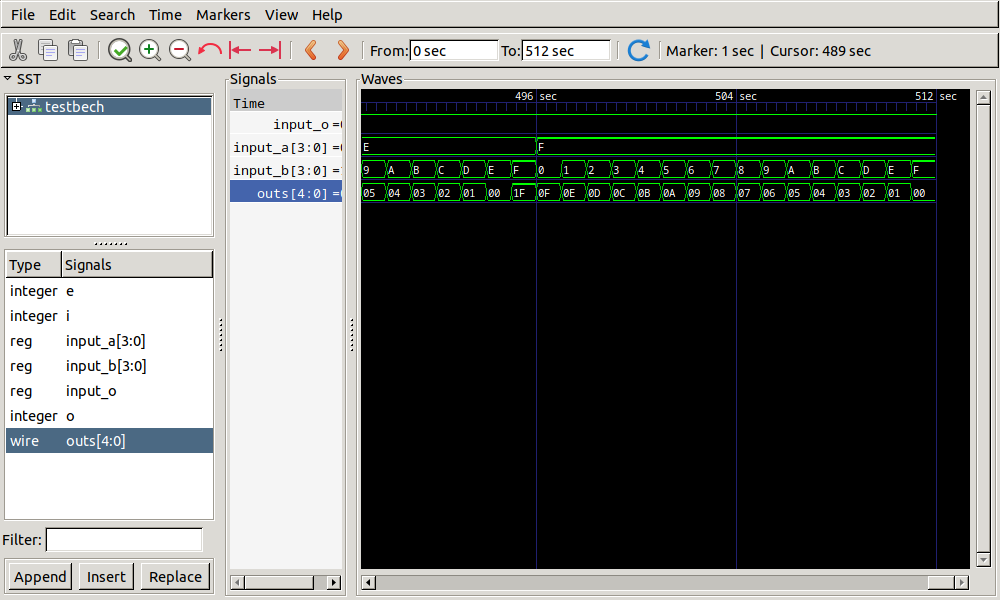 File Edit Search Time Markers View Help
From: 0 sec To: 512 sec Marker: 1 sec | Cursor: 489 sec
SST
testbech
Type Signals
integer e
integer i
reg input_a[3:0]
reg input_b[3:0]
reg input_o
integer o
wire outs[4:0]
Filter:
Append Insert Replace
Signals
Time
input_o =
input_a[3:0] =
input_b[3:0] =
outs[4:0] =
Waves
496 sec 504 sec 512 sec
E F
9 A B C D E F 0 1 2 3 4 5 6 7 8 9 A B C D E F
05 04 03 02 01 00 1F 0F 0E 0D 0C 0B 0A 09 08 07 06 05 04 03 02 01 00